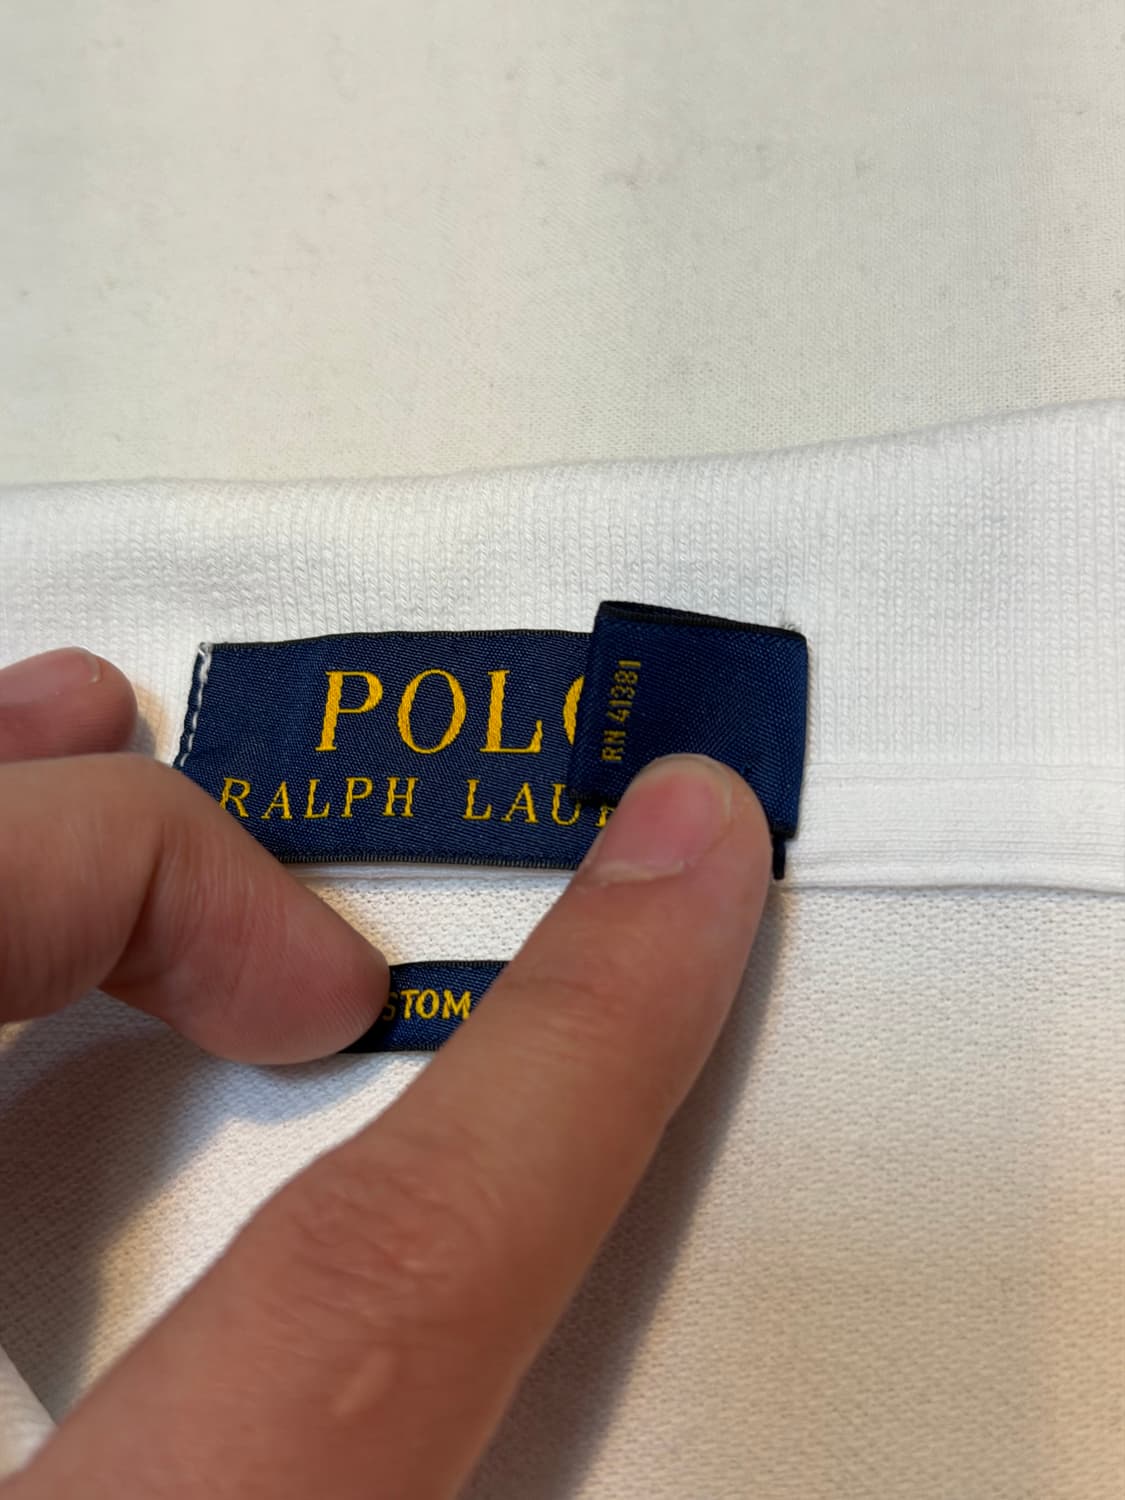 POLO
RALPH LAU
RN 41381
STOM